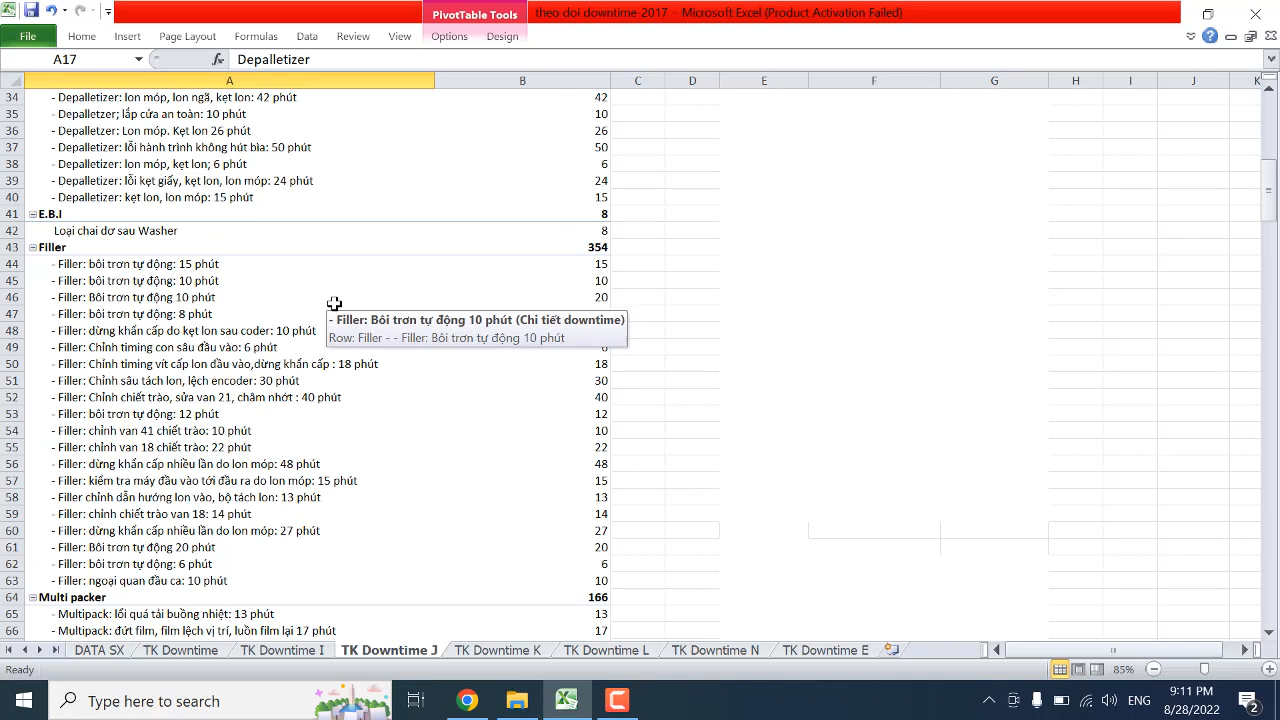 PivotTable Tools
theo doi downtime-2017 - Microsoft Excel (Product Activation Failed)
File Home Insert Page Layout Formulas Data Review View Options Design
A17 fx Depalletizer
A B C D E F G H I J K
34 - Depalletizer: lon móp, lon ngã, kẹt lon: 42 phút 42
35 - Depalletzer; lắp cửa an toàn: 10 phút 10
36 - Depalletizer: Lon móp. Kẹt lon 26 phút 26
37 - Depalletizer: lỗi hành trình không hút bìa: 50 phút 50
38 - Depalletizer: lon móp, kẹt lon; 6 phút 6
39 - Depalletizer: lỗi kẹt giấy, kẹt lon, lon móp: 24 phút 24
40 - Depalletizer: kẹt lon, lon móp: 15 phút 15
41 E.B.I 8
42 Loại chai dơ sau Washer 8
43 Filler 354
44 - Filler: bôi trơn tự động: 15 phút 15
45 - Filler: bôi trơn tự động: 10 phút 10
46 - Filler: Bôi trơn tự động 10 phút 20
47 - Filler: bôi trơn tự động: 8 phút
- Filler: Bôi trơn tự động 10 phút (Chi tiết downtime)
48 - Filler: dừng khẩn cấp do kẹt lon sau coder: 10 phút
Row: Filler - - Filler: Bôi trơn tự động 10 phút
49 - Filler: Chỉnh timing con sâu đầu vào: 6 phút
50 - Filler: Chỉnh timing vít cấp lon đầu vào,dừng khẩn cấp : 18 phút 18
51 - Filler: Chỉnh sâu tách lon, lệch encoder: 30 phút 30
52 - Filler: Chỉnh chiết trào, sửa van 21, châm nhớt : 40 phút 40
53 - Filler: bôi trơn tự động: 12 phút 12
54 - Filler: chỉnh van 41 chiết trào: 10 phút 10
55 - Filler: chỉnh van 18 chiết trào: 22 phút 22
56 - Filler: dừng khẩn cấp nhiều lần do lon móp: 48 phút 48
57 - Filler: kiểm tra máy đầu vào tới đầu ra do lon móp: 15 phút 15
58 - Filler chỉnh dẫn hướng lon vào, bộ tách lon: 13 phút 13
59 - Filler: chỉnh chiết trào van 18: 14 phút 14
60 - Filler: dừng khẩn cấp nhiều lần do lon móp: 27 phút 27
61 - Filler: Bôi trơn tự động 20 phút 20
62 - Filler: bôi trơn tự động: 6 phút 6
63 - Filler: ngoại quan đầu ca: 10 phút 10
64 Multi packer 166
65 - Multipack: lổi quá tải buồng nhiệt: 13 phút 13
66 - Multipack: đứt film, film lệch vị trí, luồn film lại 17 phút 17
DATA SX TK Downtime TK Downtime I TK Downtime J TK Downtime K TK Downtime L TK Downtime N TK Downtime E
Ready 85%
Type here to search ENG 9:11 PM
8/28/2022 2